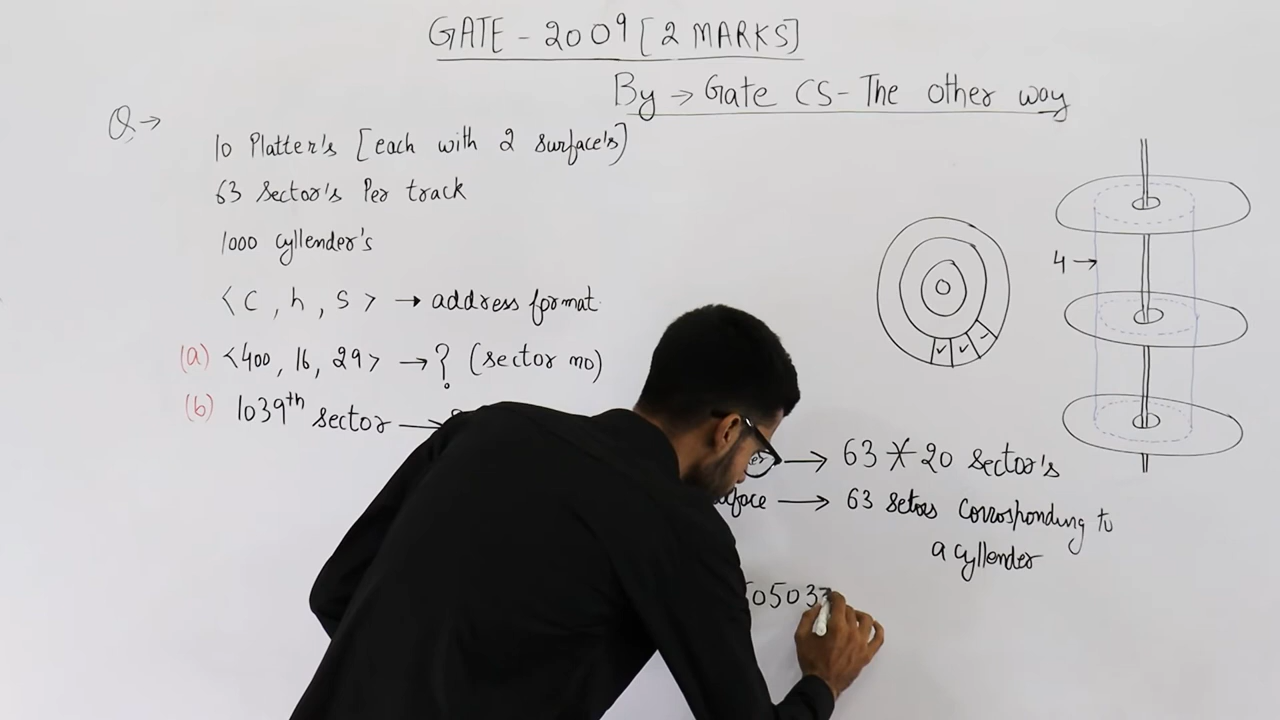 GATE - 2009 [2 MARKS]
By → Gate CS - The other way
Q →
10 Platter's [each with 2 surface's]
63 Sector's Per track
1000 cyllender's
<C, h, S> → address format
(a) <400, 16, 29> → ? (sector no)
(b) 1039th sector →
4 →
→ 63 * 20 sector's
→ 63 setors corrosponding to
a cyllender